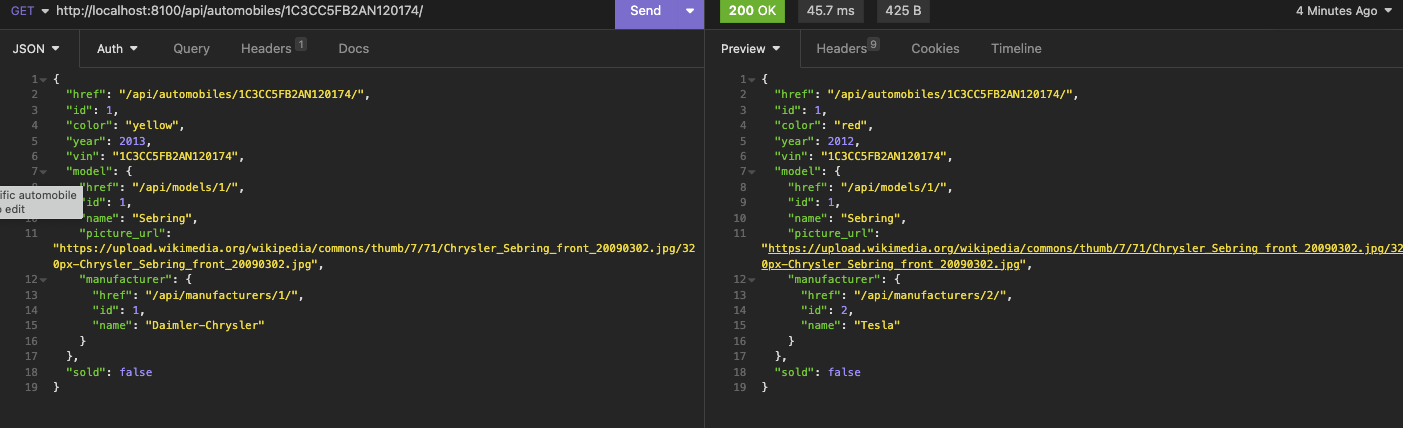 GET http://localhost:8100/api/automobiles/1C3CC5FB2AN120174/ Send
JSON Auth Query Headers 1 Docs
1 {
2 "href": "/api/automobiles/1C3CC5FB2AN120174/",
3 "id": 1,
4 "color": "yellow",
5 "year": 2013,
6 "vin": "1C3CC5FB2AN120174",
7 "model": {
"href": "/api/models/1/",
ific automobile
"id": 1,
edit
10 "name": "Sebring",
11 "picture_url":
"https://upload.wikimedia.org/wikipedia/commons/thumb/7/71/Chrysler_Sebring_front_20090302.jpg/32
0px-Chrysler_Sebring_front_20090302.jpg",
12 "manufacturer": {
13 "href": "/api/manufacturers/1/",
14 "id": 1,
15 "name": "Daimler-Chrysler"
16 }
17 },
18 "sold": false
19 }
200 OK 45.7 ms 425 B 4 Minutes Ago
Preview Headers 9 Cookies Timeline
1 {
2 "href": "/api/automobiles/1C3CC5FB2AN120174/",
3 "id": 1,
4 "color": "red",
5 "year": 2012,
6 "vin": "1C3CC5FB2AN120174",
7 "model": {
8 "href": "/api/models/1/",
9 "id": 1,
10 "name": "Sebring",
11 "picture_url":
"https://upload.wikimedia.org/wikipedia/commons/thumb/7/71/Chrysler_Sebring_front_20090302.jpg/32
0px-Chrysler_Sebring_front_20090302.jpg",
12 "manufacturer": {
13 "href": "/api/manufacturers/2/",
14 "id": 2,
15 "name": "Tesla"
16 }
17 },
18 "sold": false
19 }